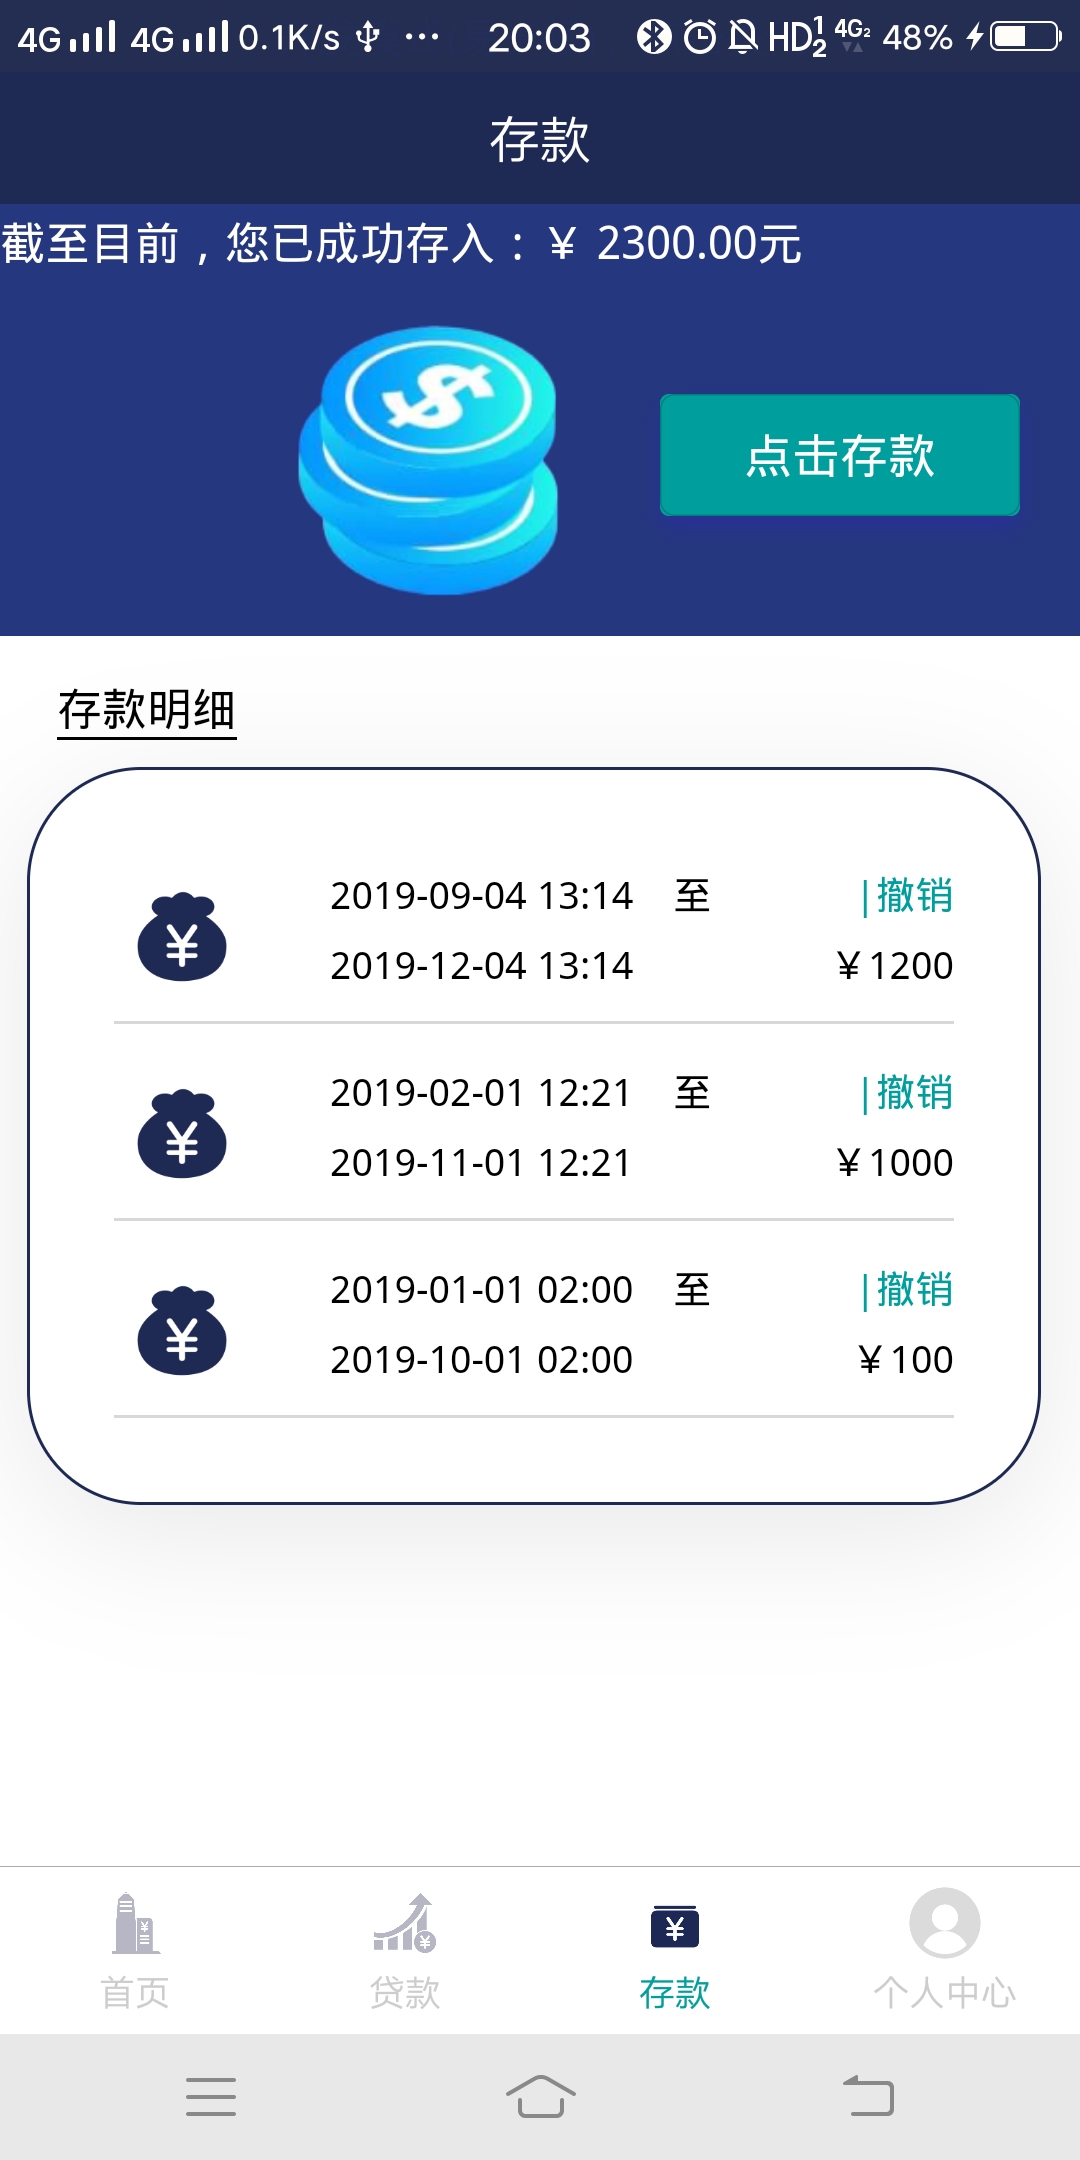 4G 4G 0.1K/s ... 20:03 HD 1 2 4G2 48%
存款
截至目前，您已成功存入：￥ 2300.00元
点击存款
存款明细
2019-09-04 13:14 至 |撤销
2019-12-04 13:14 ￥1200
2019-02-01 12:21 至 |撤销
2019-11-01 12:21 ￥1000
2019-01-01 02:00 至 |撤销
2019-10-01 02:00 ￥100
首页 贷款 存款 个人中心